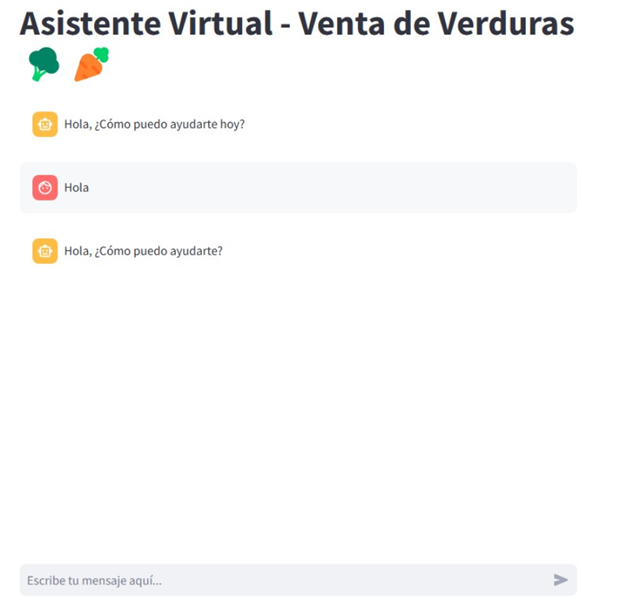 Asistente Virtual - Venta de Verduras
Hola, ¿Cómo puedo ayudarte hoy?
Hola
Hola, ¿Cómo puedo ayudarte?
Escribe tu mensaje aquí...